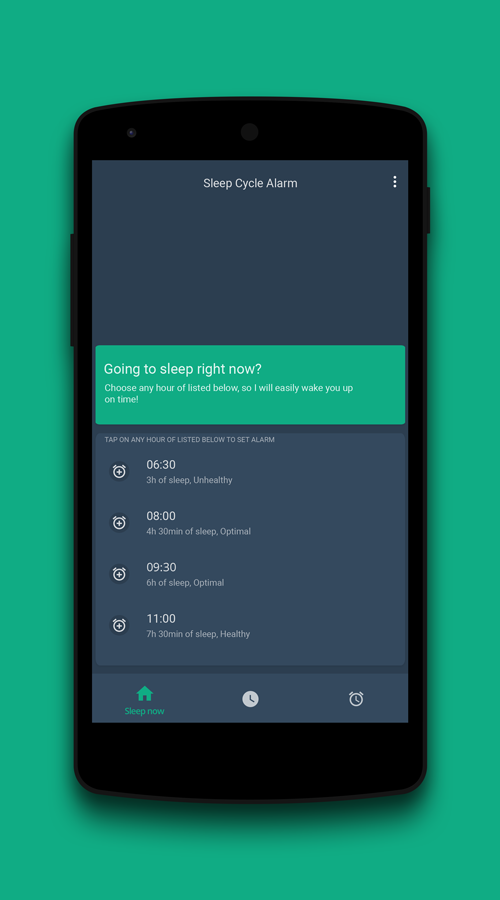 Sleep Cycle Alarm
Going to sleep right now?
Choose any hour of listed below, so I will easily wake you up
on time!
TAP ON ANY HOUR OF LISTED BELOW TO SET ALARM
06:30
3h of sleep, Unhealthy
08:00
4h 30min of sleep, Optimal
09:30
6h of sleep, Optimal
11:00
7h 30min of sleep, Healthy
Sleep now